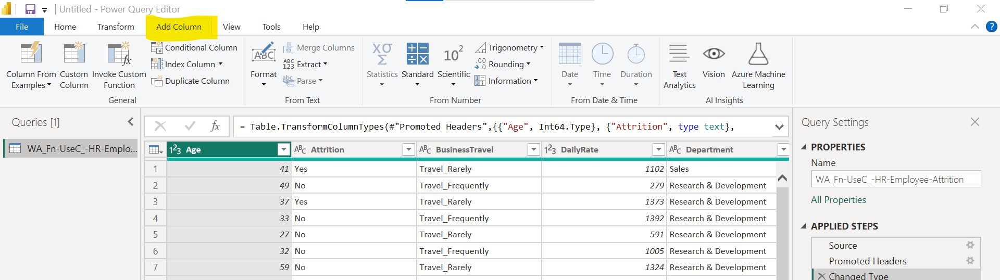 Untitled - Power Query Editor
File Home Transform Add Column View Tools Help ?
Column From Examples
Custom Column
Invoke Custom Function
Conditional Column
Index Column
Duplicate Column
General
Format
Merge Columns
Extract
Parse
From Text
Statistics
Standard
Scientific
Trigonometry
Rounding
Information
From Number
Date
Time
Duration
From Date & Time
Text Analytics
Vision
Azure Machine Learning
AI Insights
Queries [1]
WA_Fn-UseC_-HR-Emplo...
fx = Table.TransformColumnTypes(#"Promoted Headers",{{"Age", Int64.Type}, {"Attrition", type text},
1²3 Age ABC Attrition ABC BusinessTravel 1²3 DailyRate ABC Department
1 41 Yes Travel_Rarely 1102 Sales
2 49 No Travel_Frequently 279 Research & Development
3 37 Yes Travel_Rarely 1373 Research & Development
4 33 No Travel_Frequently 1392 Research & Development
5 27 No Travel_Rarely 591 Research & Development
6 32 No Travel_Frequently 1005 Research & Development
7 59 No Travel_Rarely 1324 Research & Development
Query Settings
PROPERTIES
Name
WA_Fn-UseC_-HR-Employee-Attrition
All Properties
APPLIED STEPS
Source
Promoted Headers
Changed Type